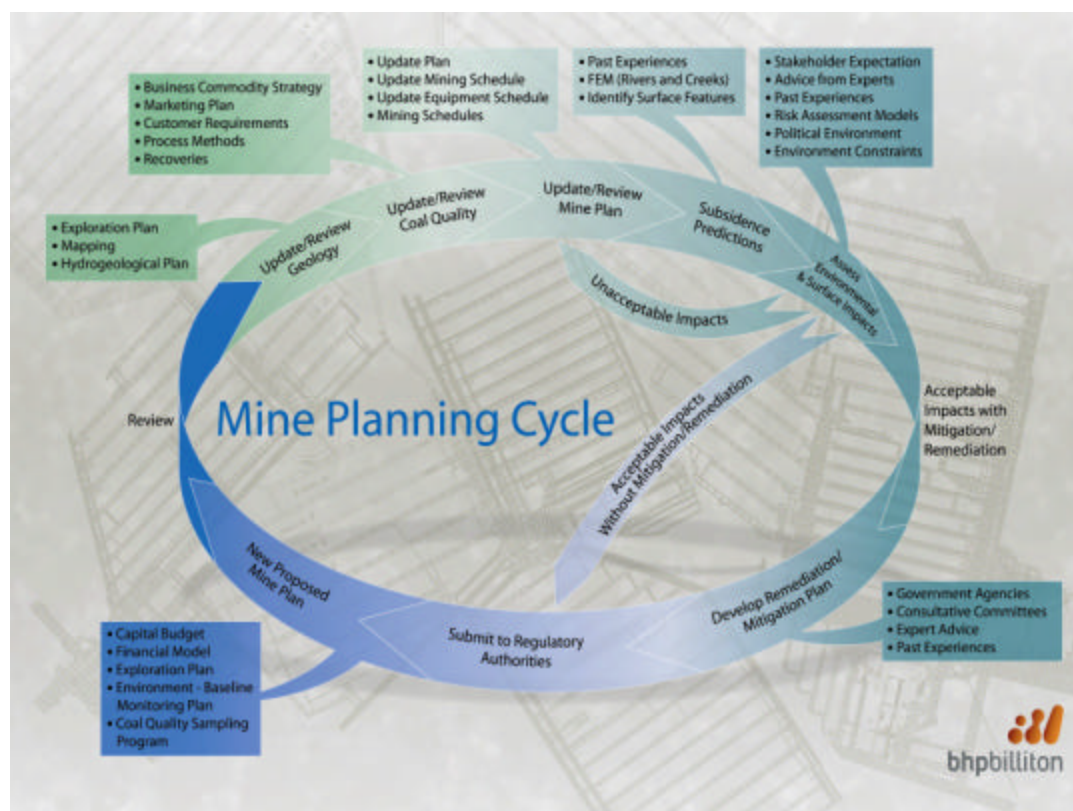 • Update Plan
• Update Mining Schedule
• Update Equipment Schedule
• Mining Schedules
• Past Experiences
• FEM (Rivers and Creeks)
• Identify Surface Features
• Stakeholder Expectation
• Advice from Experts
• Past Experiences
• Risk Assessment Models
• Political Environment
• Environment Constraints
• Business Commodity Strategy
• Marketing Plan
• Customer Requirements
• Process Methods
• Recoveries
• Exploration Plan
• Mapping
• Hydrogeological Plan
Update/Review
Geology
Update/Review
Coal Quality
Update/Review
Mine Plan
Subsidence
Predictions
Assess
Environmental
& Surface Impacts
Unacceptable Impacts
Acceptable Impacts
Without Mitigation/Remediation
Acceptable
Impacts with
Mitigation/
Remediation
Review
Mine Planning Cycle
New Proposed
Mine Plan
Submit to Regulatory
Authorities
Develop Remediation/
Mitigation Plan
• Government Agencies
• Consultative Committees
• Expert Advice
• Past Experiences
• Capital Budget
• Financial Model
• Exploration Plan
• Environment - Baseline
Monitoring Plan
• Coal Quality Sampling
Program
bhpbilliton